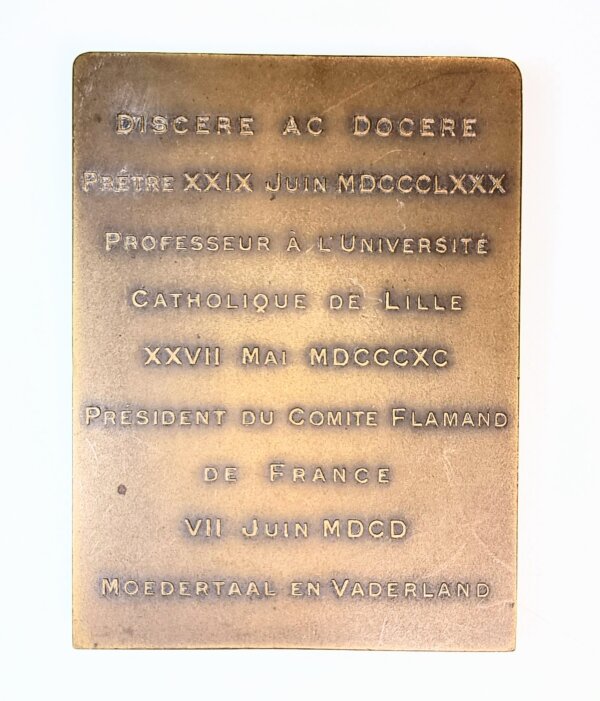 DISCERE AC DOCERE
PRÊTRE XXIX JUIN MDCCCLXXX
PROFESSEUR À L'UNIVERSITÉ
CATHOLIQUE DE LILLE
XXVII MAI MDCCCXC
PRÉSIDENT DU COMITE FLAMAND
DE FRANCE
VII JUIN MDCD
MOEDERTAAL EN VADERLAND